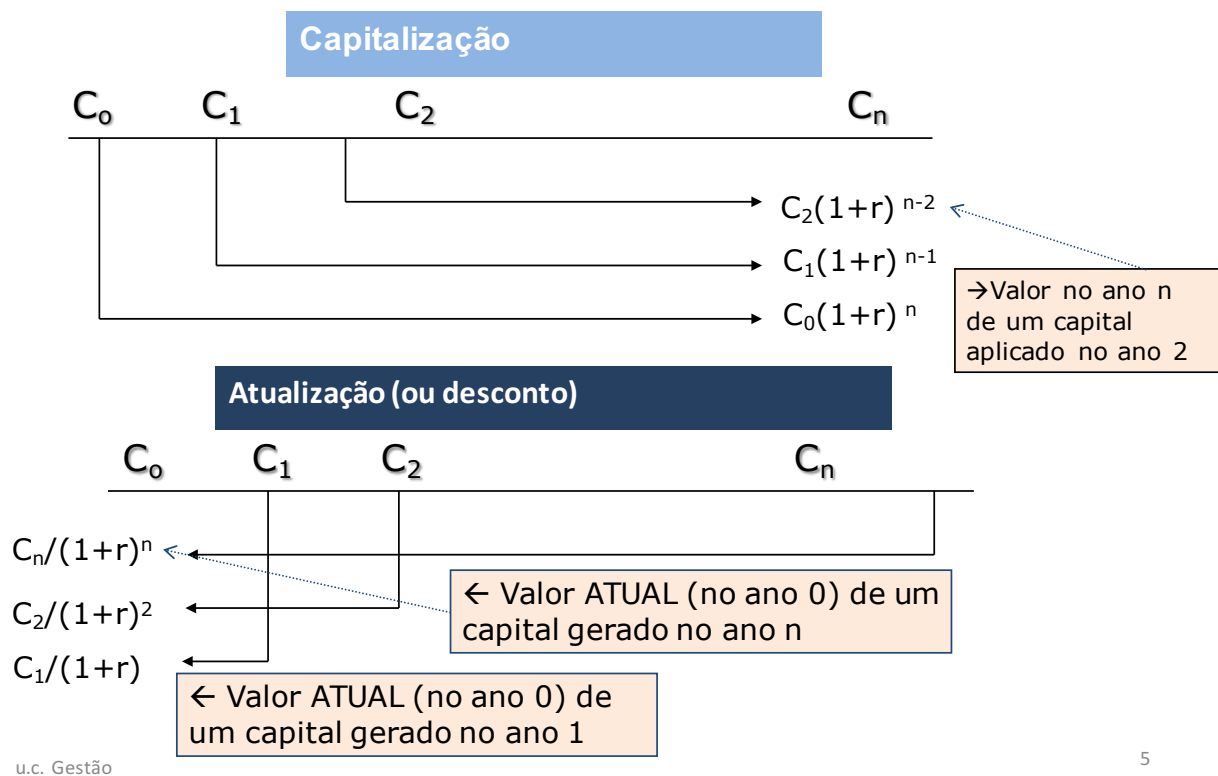 Capitalização
Cₒ C₁ C₂ Cₙ
C₂(1+r) ⁿ⁻²
C₁(1+r) ⁿ⁻¹
C₀(1+r) ⁿ
→Valor no ano n
de um capital
aplicado no ano 2
Atualização (ou desconto)
Cₒ C₁ C₂ Cₙ
Cₙ/(1+r)ⁿ
← Valor ATUAL (no ano 0) de um
capital gerado no ano n
C₂/(1+r)²
C₁/(1+r)
← Valor ATUAL (no ano 0) de
um capital gerado no ano 1
u.c. Gestão
5